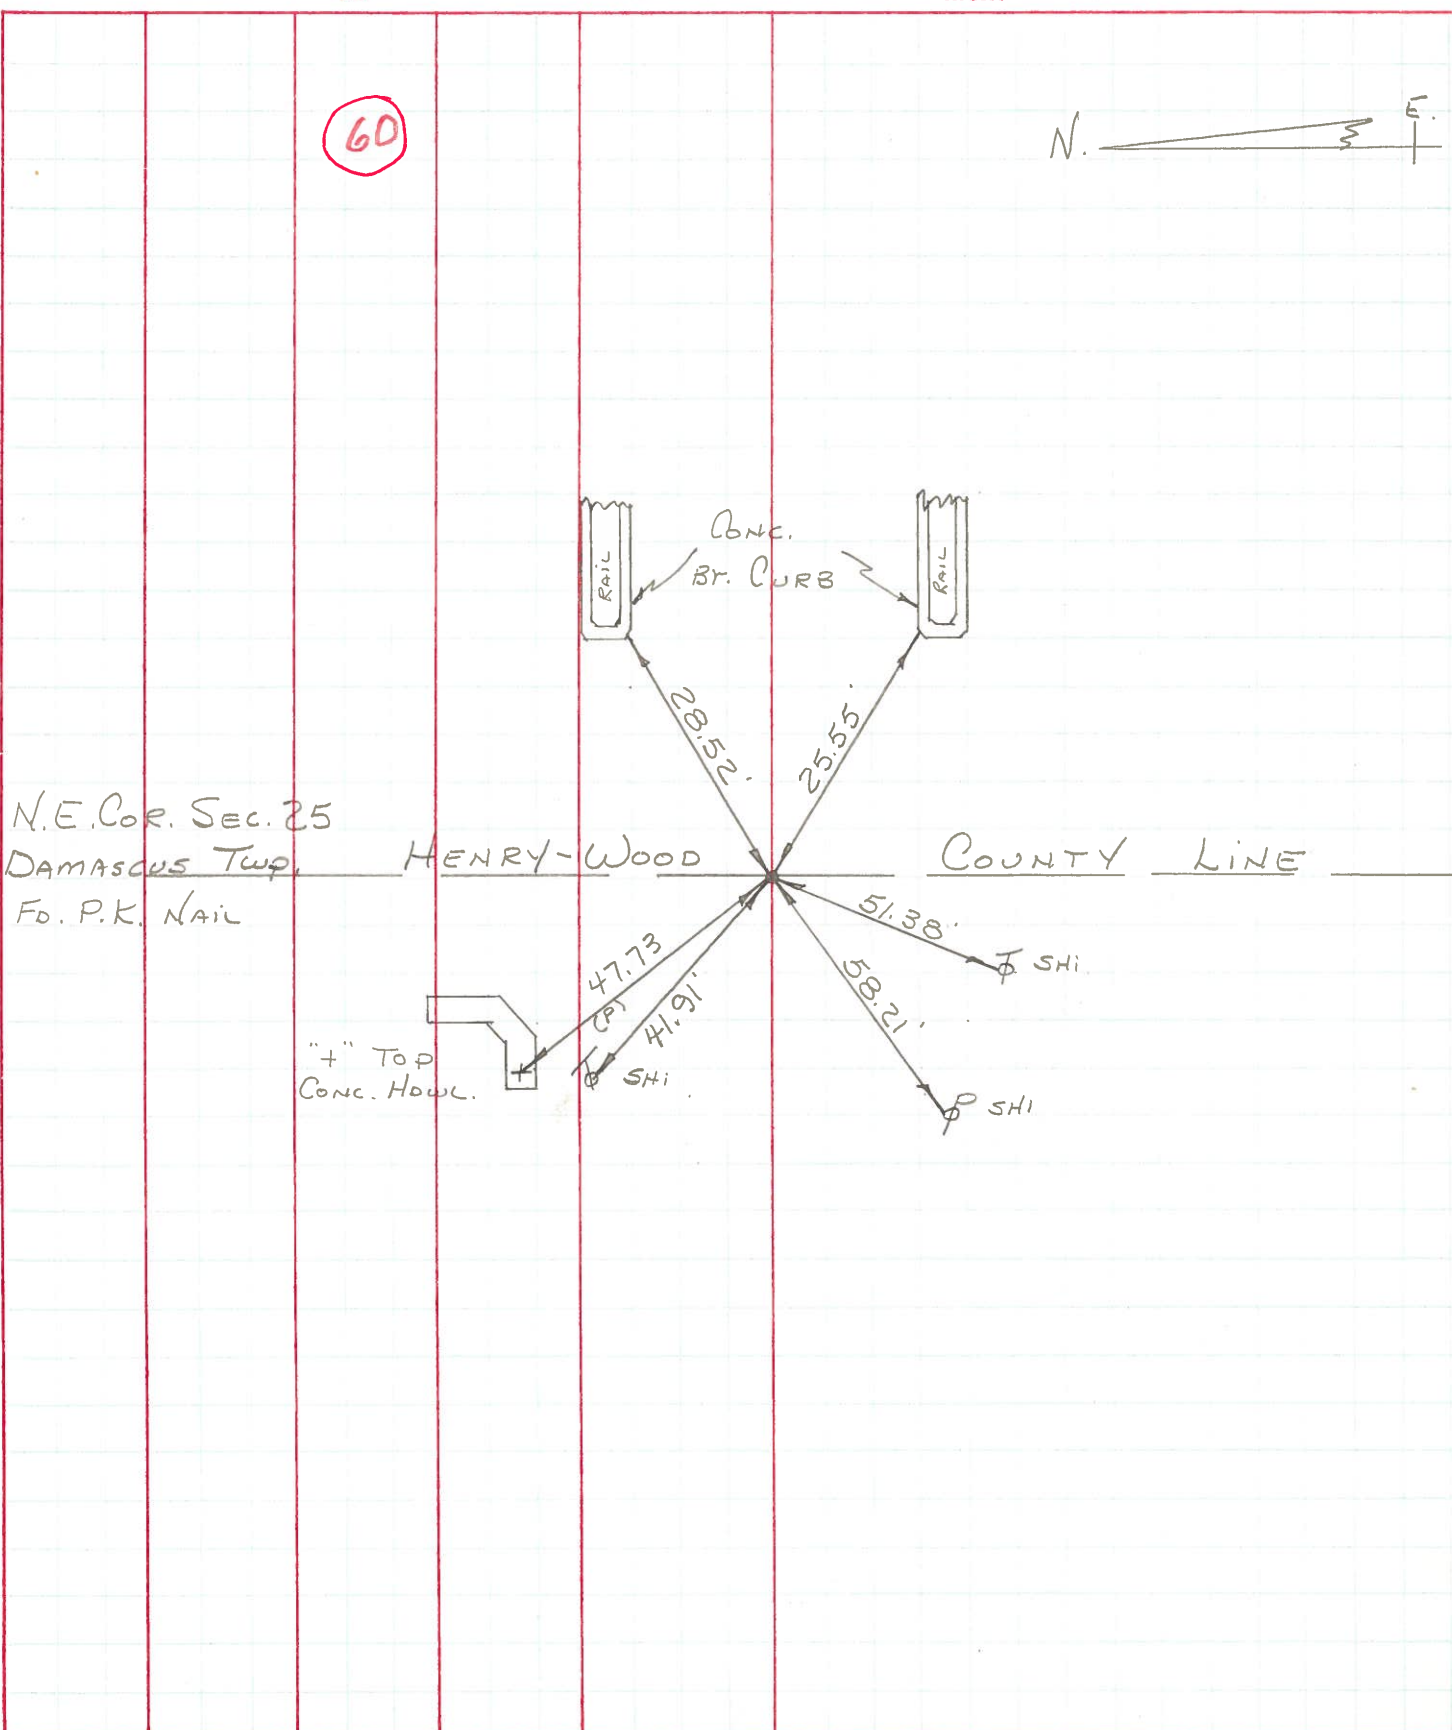 60
N.
E.
CONC.
BR. CURB
RAIL
RAIL
28.52'
25.55'
N.E. COR. SEC. 25
DAMASCUS TWP.
FD. P.K. NAIL
HENRY-WOOD COUNTY LINE
47.73
(P)
41.91'
51.38'
58.21'
T SHI
"+" TOP
CONC. HDWL.
T SHI
P SHI